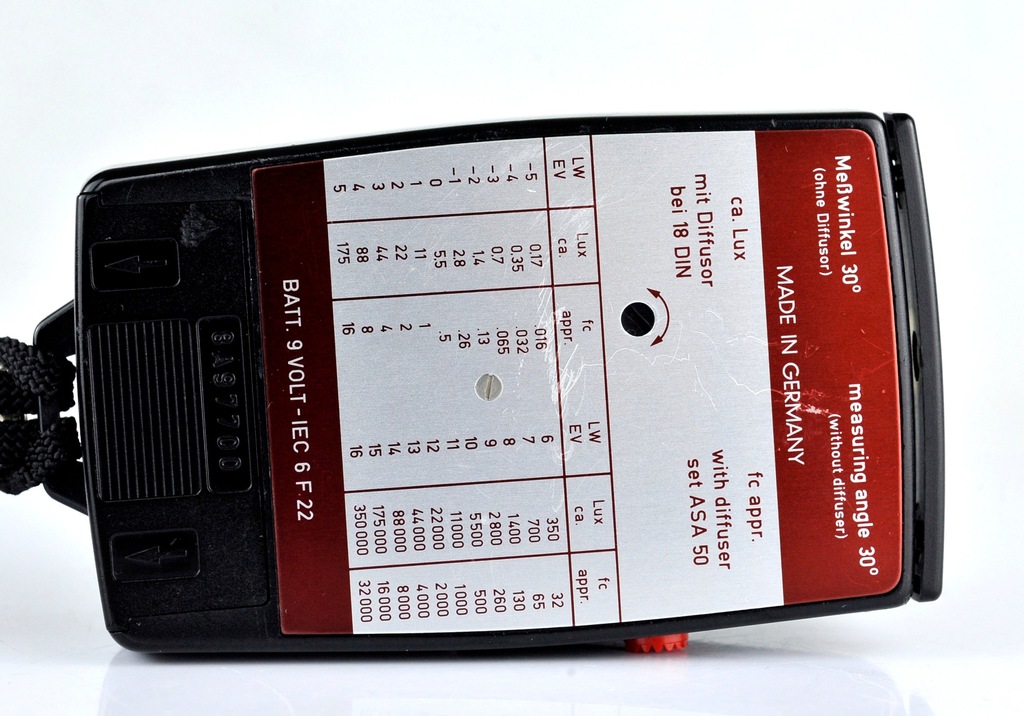 Meßwinkel 30° measuring angle 30°
(ohne Diffusor) (without diffuser)
MADE IN GERMANY
ca. Lux fc appr.
mit Diffusor with diffuser
bei 18 DIN set ASA 50
LW Lux fc LW Lux fc
EV ca. appr. EV ca. appr.
-5 0,17 .016 6 350 32
-4 0,35 .032 7 700 65
-3 0,7 .065 8 1400 130
-2 1,4 .13 9 2800 260
-1 2,8 .26 10 5500 500
0 5,5 .5 11 11000 1000
1 11 1 12 22000 2000
2 22 2 13 44000 4000
3 44 4 14 88000 8000
4 88 8 15 175000 16000
5 175 16 16 350000 32000
BATT. 9 VOLT-IEC 6 F.22
8A97700